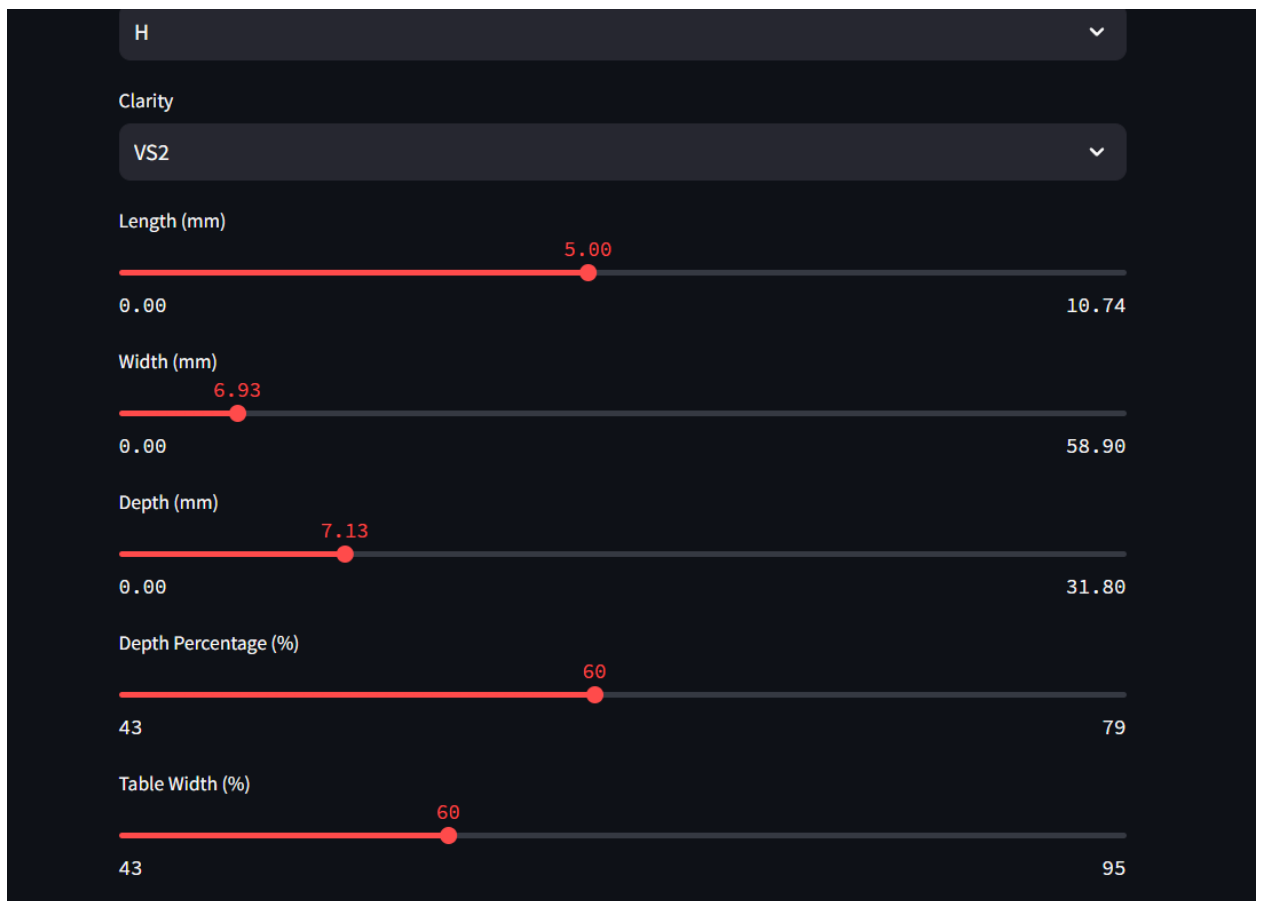 H
Clarity
VS2
Length (mm)
5.00
0.00 10.74
Width (mm)
6.93
0.00 58.90
Depth (mm)
7.13
0.00 31.80
Depth Percentage (%)
60
43 79
Table Width (%)
60
43 95